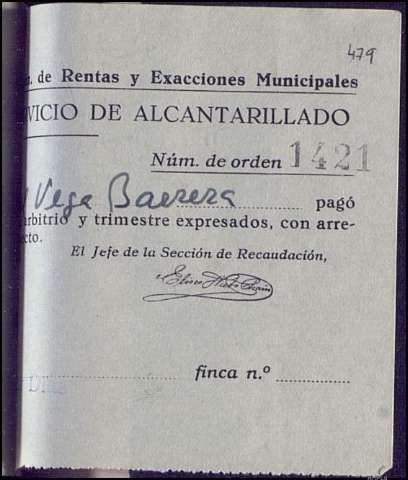 479
n. de Rentas y Exacciones Municipales
VICIO DE ALCANTARILLADO
Núm. de orden 1421
y Vega Barrera pagó
arbitrio y trimestre expresados, con arre-
ecto.
El Jefe de la Sección de Recaudación,
finca n.º